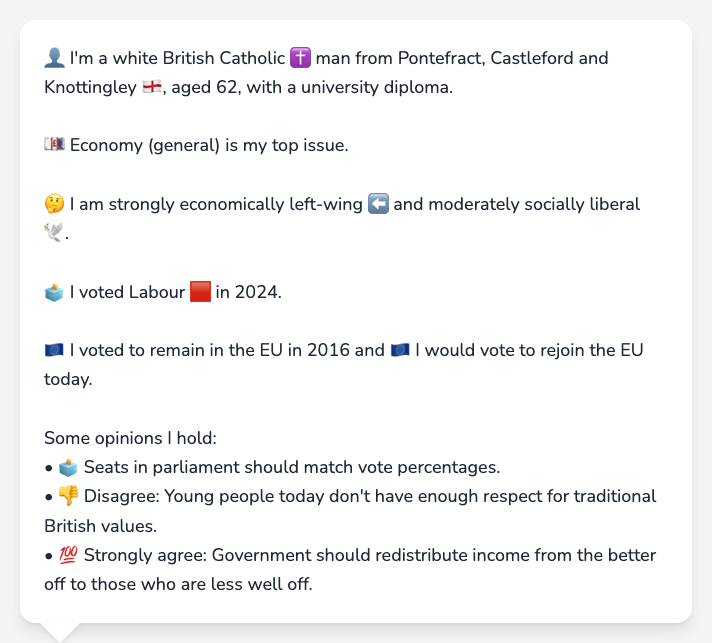 👤 I'm a white British Catholic ✝️ man from Pontefract, Castleford and
Knottingley 🏴󠁧󠁢󠁥󠁮󠁧󠁿, aged 62, with a university diploma.
💷 Economy (general) is my top issue.
🤔 I am strongly economically left-wing ⬅️ and moderately socially liberal
🕊️.
🗳️ I voted Labour 🟥 in 2024.
🇪🇺 I voted to remain in the EU in 2016 and 🇪🇺 I would vote to rejoin the EU
today.
Some opinions I hold:
• 🗳️ Seats in parliament should match vote percentages.
• 👎 Disagree: Young people today don't have enough respect for traditional
British values.
• 💯 Strongly agree: Government should redistribute income from the better
off to those who are less well off.